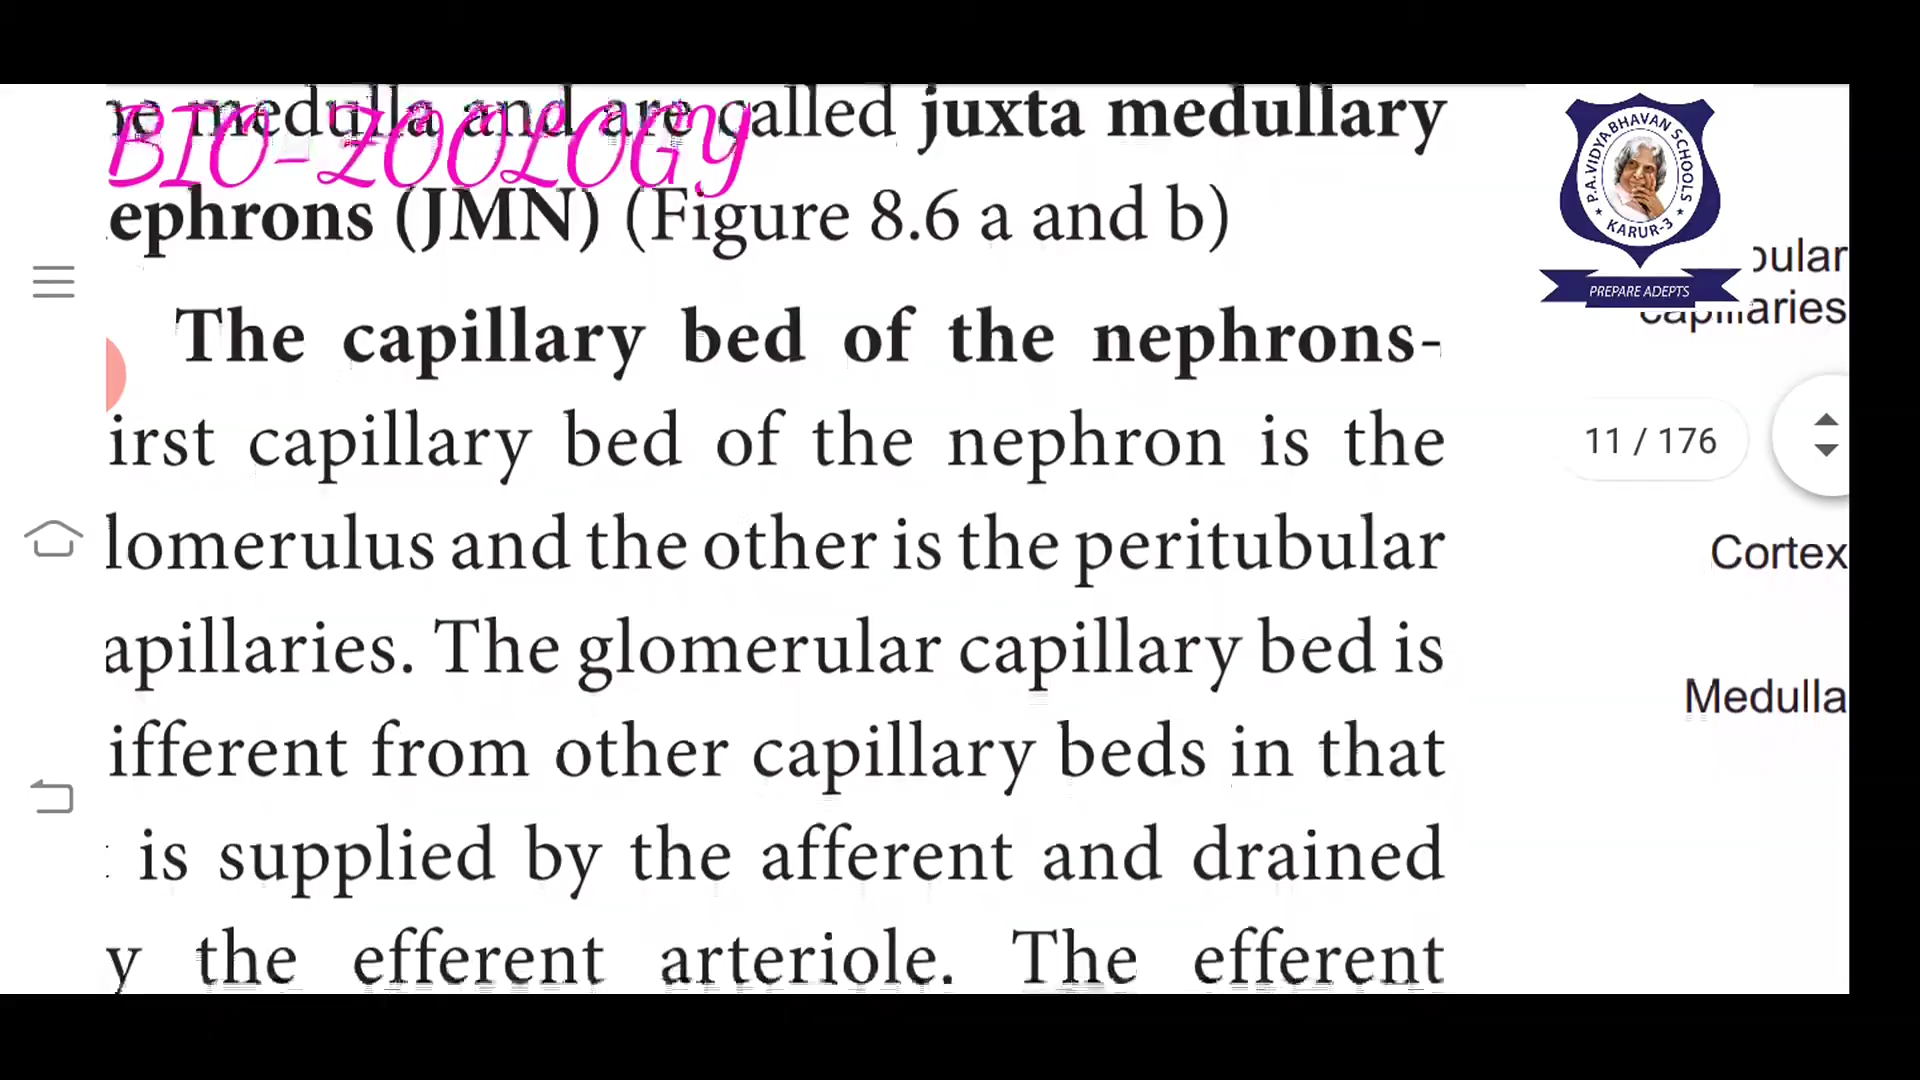 BIO-ZOOLOGY
medulla and are called juxta medullary
ephrons (JMN) (Figure 8.6 a and b)
The capillary bed of the nephrons-
irst capillary bed of the nephron is the
lomerulus and the other is the peritubular
apillaries. The glomerular capillary bed is
ifferent from other capillary beds in that
is supplied by the afferent and drained
y the efferent arteriole. The efferent
P.A.VIDYABHAVAN SCHOOLS
KARUR-3
PREPARE ADEPTS
bular
capillaries
11 / 176
Cortex
Medulla